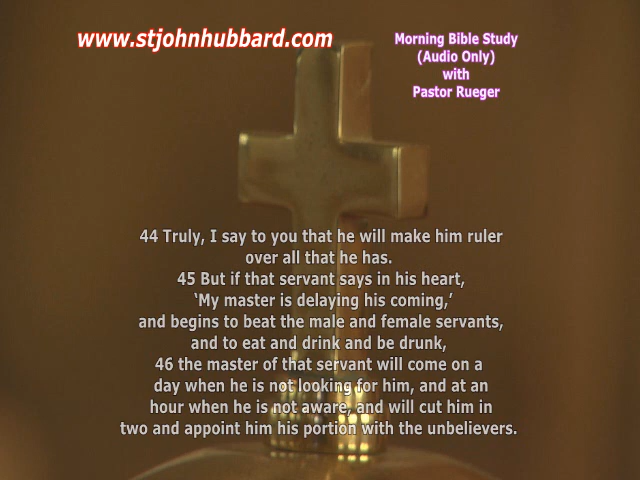 www.stjohnhubbard.com
Morning Bible Study
(Audio Only)
with
Pastor Rueger
44 Truly, I say to you that he will make him ruler
over all that he has.
45 But if that servant says in his heart,
‘My master is delaying his coming,’
and begins to beat the male and female servants,
and to eat and drink and be drunk,
46 the master of that servant will come on a
day when he is not looking for him, and at an
hour when he is not aware, and will cut him in
two and appoint him his portion with the unbelievers.